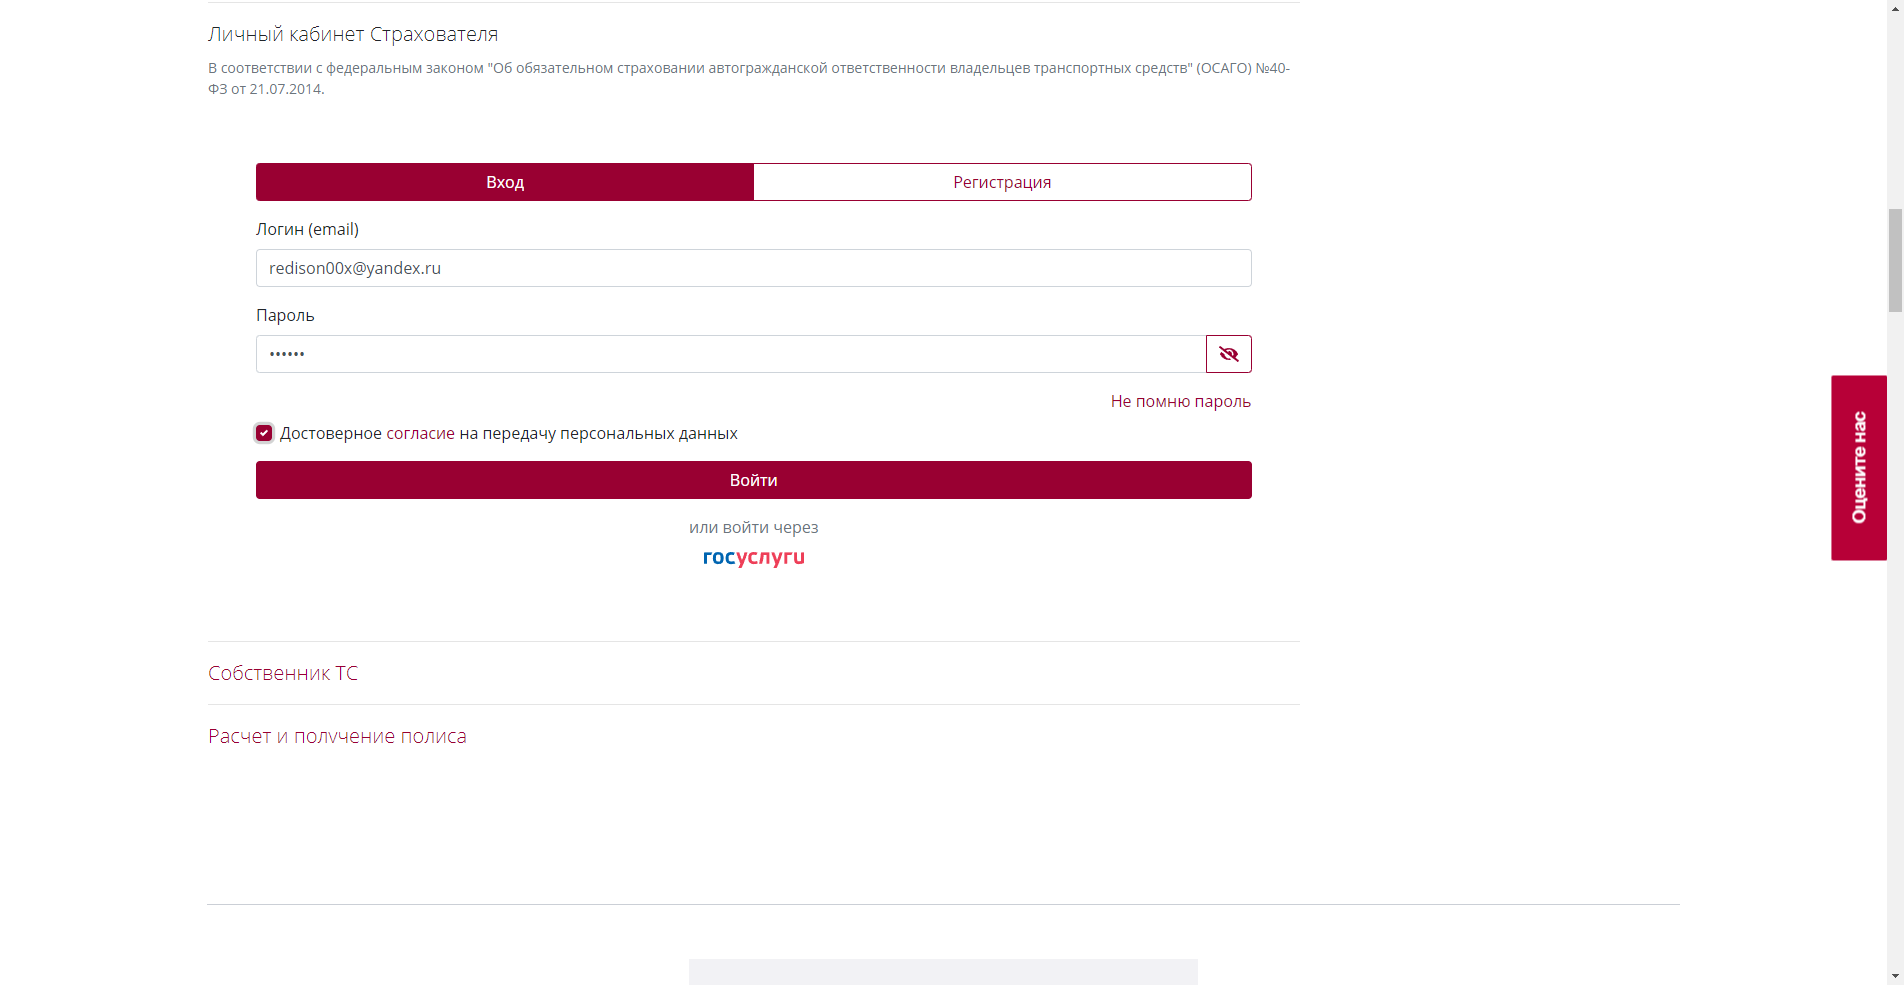 Личный кабинет Страхователя
В соответствии с федеральным законом "Об обязательном страховании автогражданской ответственности владельцев транспортных средств" (ОСАГО) №40-
ФЗ от 21.07.2014.
Вход
Регистрация
Логин (email)
redison00x@yandex.ru
Пароль
••••••
Не помню пароль
Достоверное согласие на передачу персональных данных
Войти
или войти через
госуслуги
Оцените нас
Собственник ТС
Расчет и получение полиса